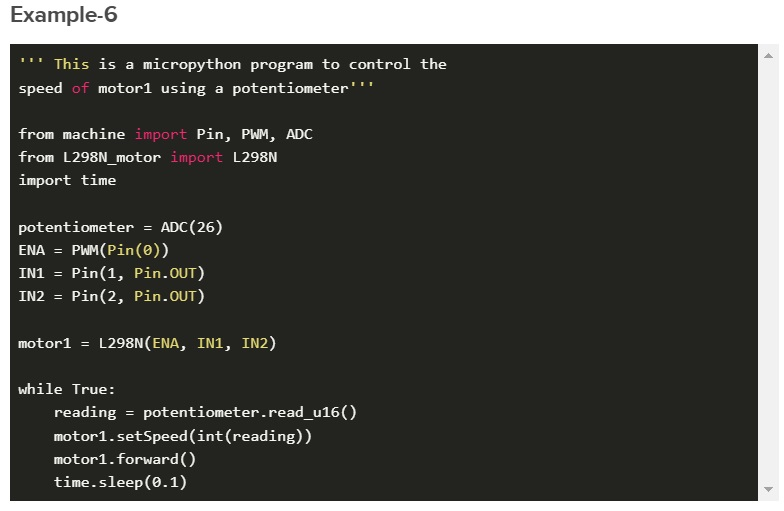 Example-6
''' This is a micropython program to control the
speed of motor1 using a potentiometer'''
from machine import Pin, PWM, ADC
from L298N_motor import L298N
import time
potentiometer = ADC(26)
ENA = PWM(Pin(0))
IN1 = Pin(1, Pin.OUT)
IN2 = Pin(2, Pin.OUT)
motor1 = L298N(ENA, IN1, IN2)
while True:
    reading = potentiometer.read_u16()
    motor1.setSpeed(int(reading))
    motor1.forward()
    time.sleep(0.1)